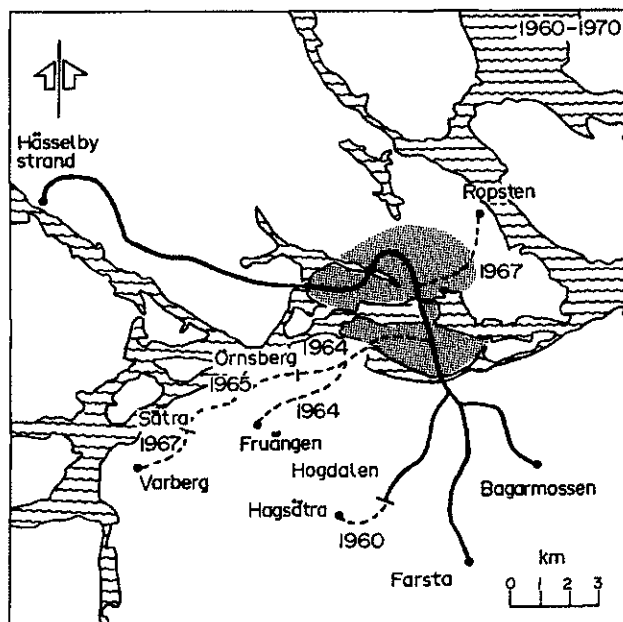 1960-1970
Hässelby
strand
Ropsten
1967
1964
Örnsberg
1965
1964
Sätra
1967
Fruängen
Varberg
Hogdalen
Bagarmossen
Hagsätra
1960
Farsta
km
0 1 2 3